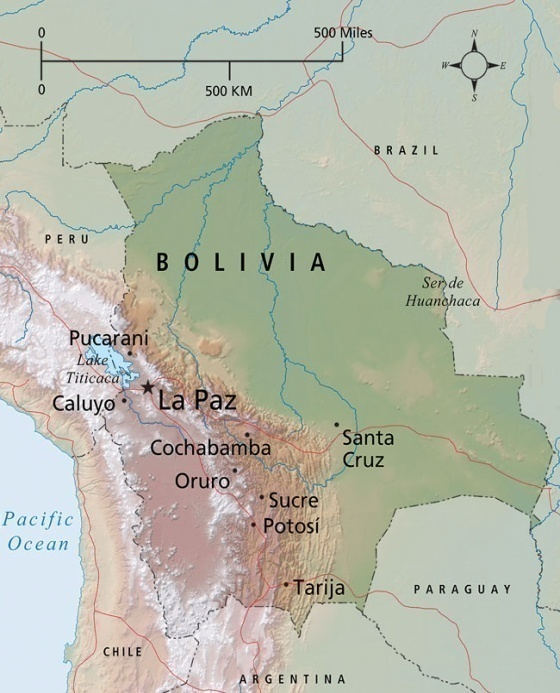 0
500 Miles
0
500 KM
N
W
E
S
BRAZIL
PERU
BOLIVIA
Ser de
Huanchaca
Pucarani
Lake
Titicaca
La Paz
Caluyo
Santa
Cruz
Cochabamba
Oruro
Sucre
Potosí
Pacific
Ocean
Tarija
PARAGUAY
CHILE
ARGENTINA